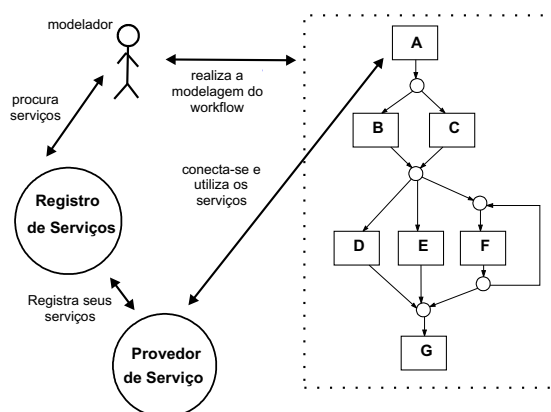 modelador
procura
serviços
realiza a
modelagem do
workflow
conecta-se e
utiliza os
serviços
Registro
de Serviços
Registra seus
serviços
Provedor
de Serviço
A
B C
D E F
G